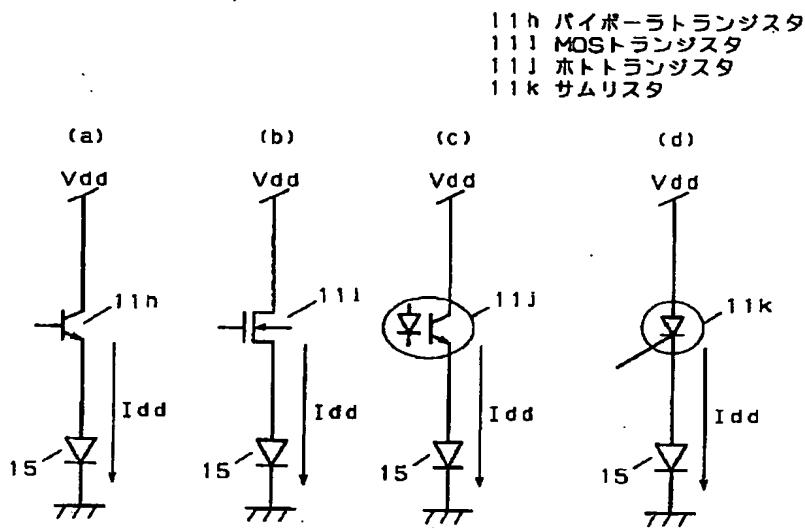 11h バイポーラトランジスタ
11i MOSトランジスタ
11j ホトトランジスタ
11k サムリスタ
(a) (b) (c) (d)
Vdd Vdd Vdd Vdd
11h 11i 11j 11k
Idd Idd Idd Idd
15 15 15 15